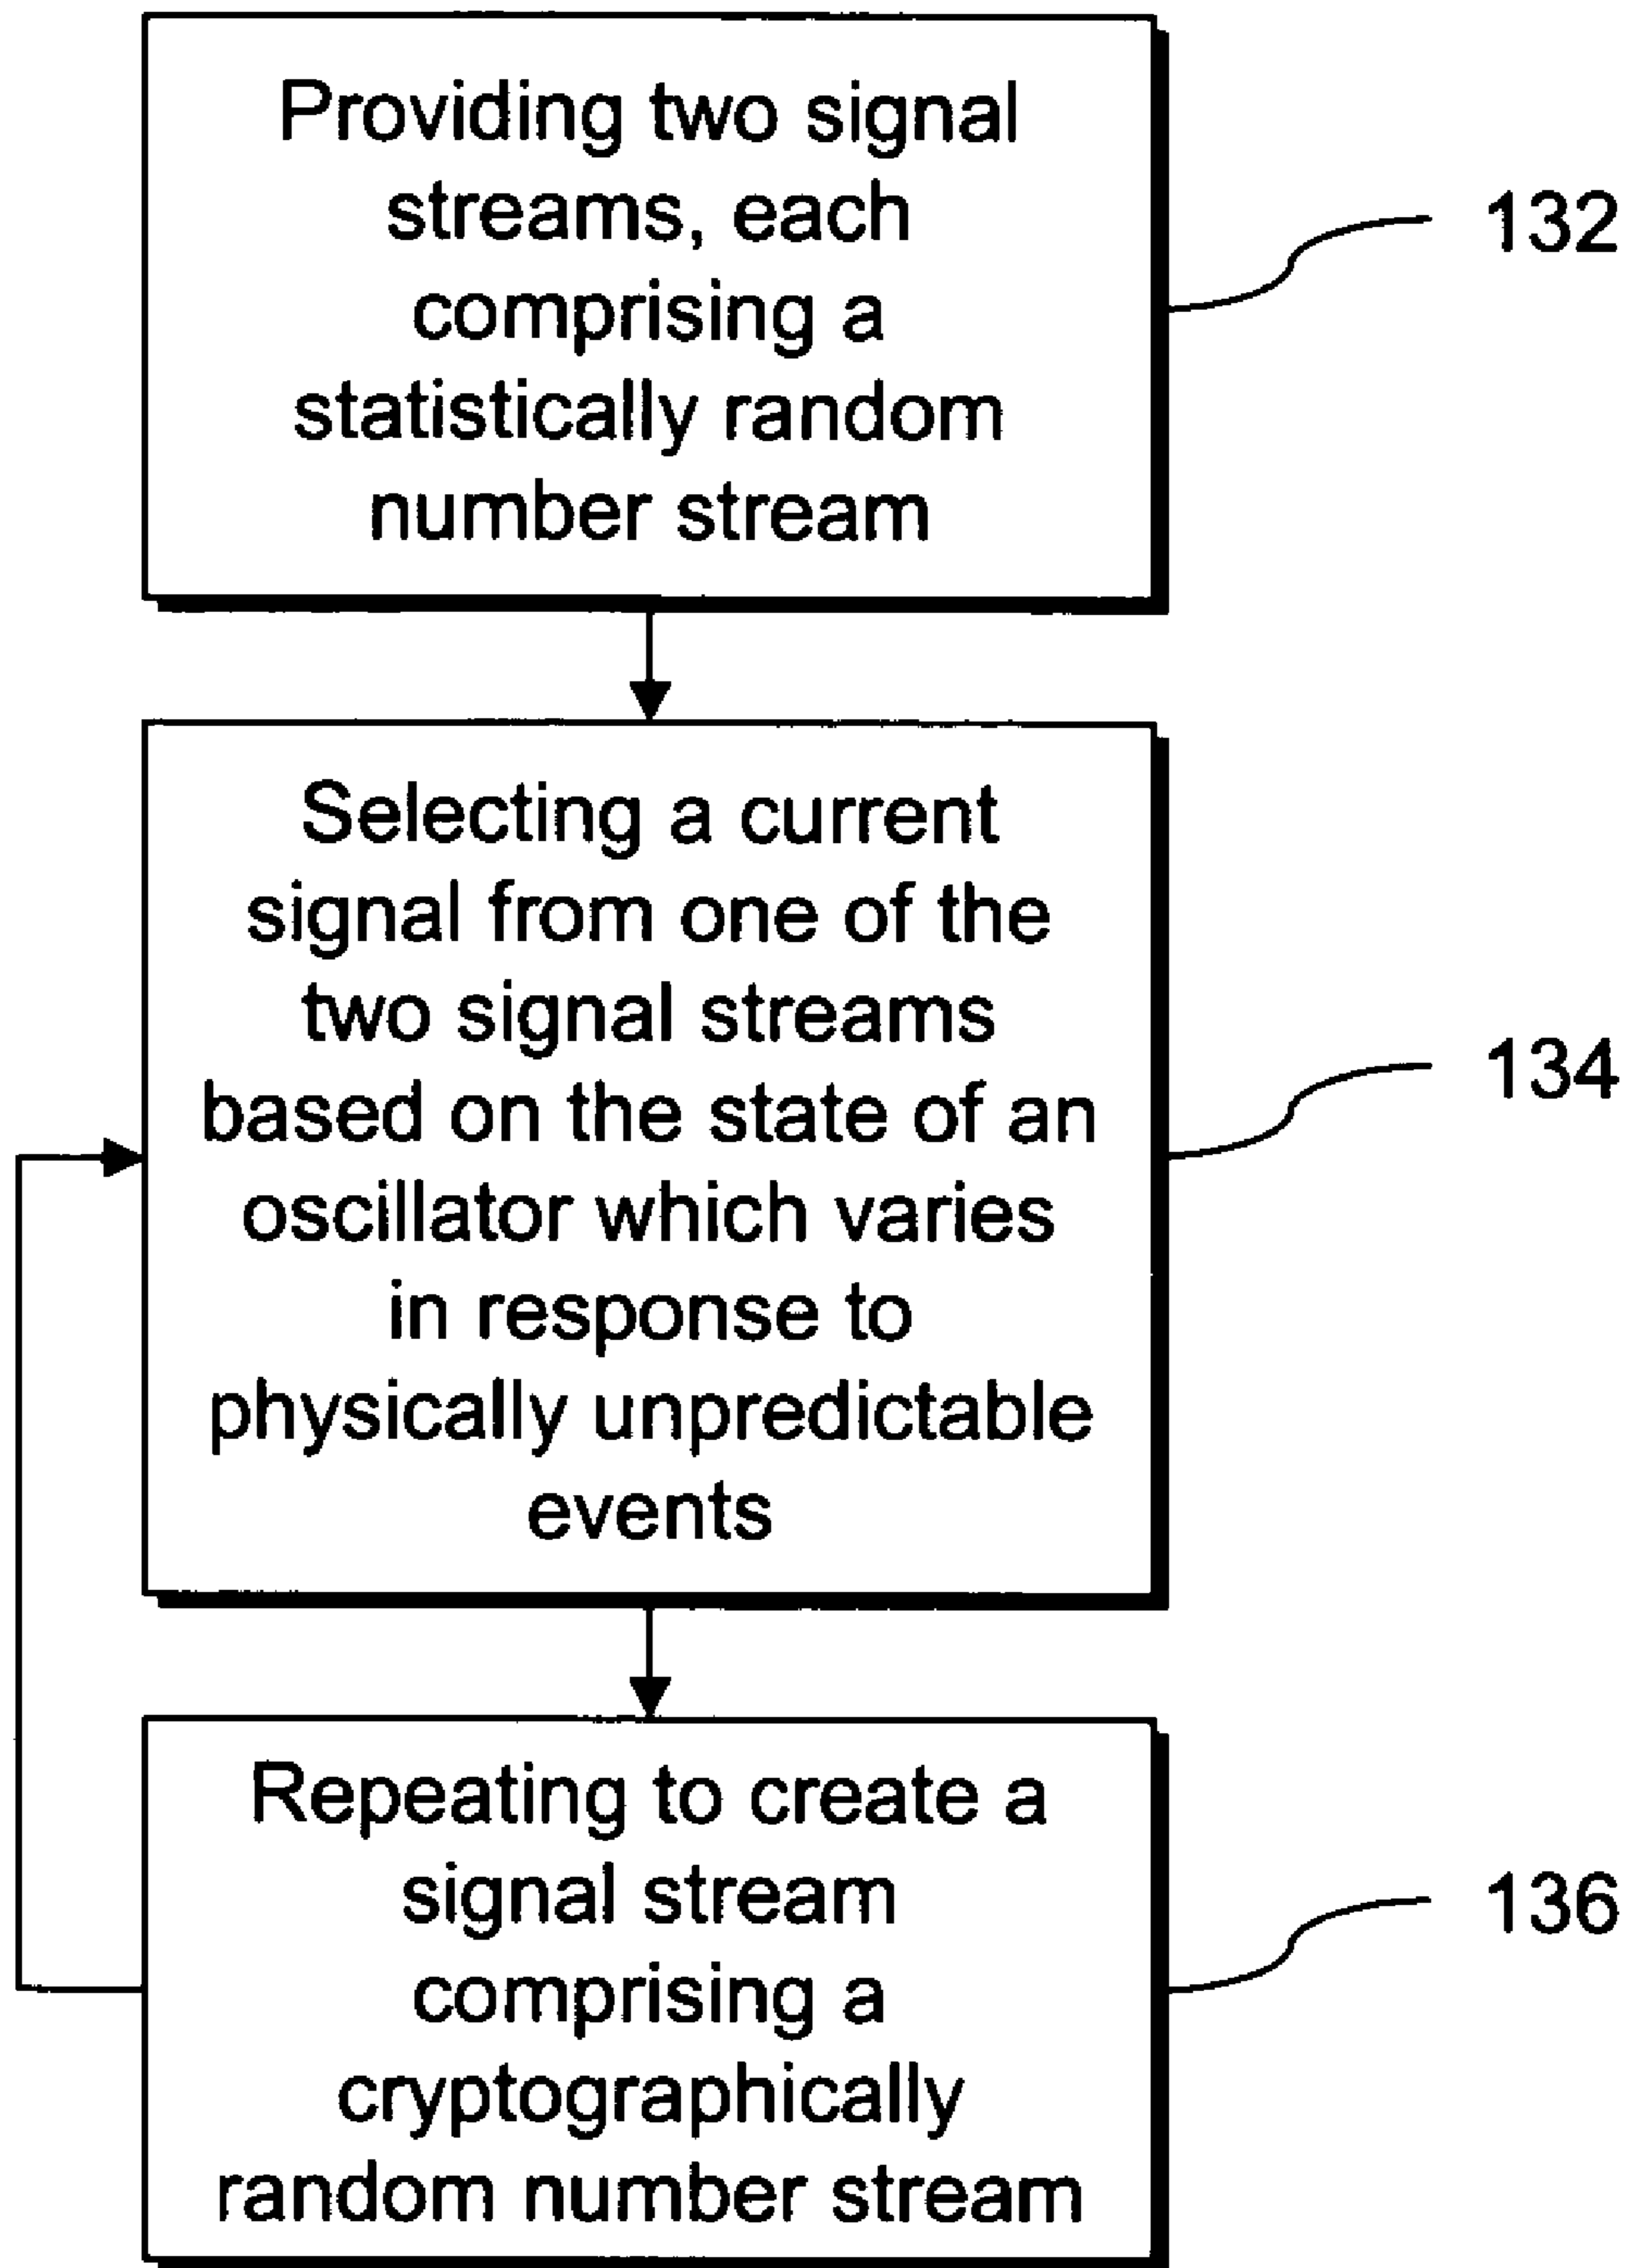 Providing two signal
streams, each
comprising a
statistically random
number stream
132
Selecting a current
signal from one of the
two signal streams
based on the state of an
oscillator which varies
in response to
physically unpredictable
events
134
Repeating to create a
signal stream
comprising a
cryptographically
random number stream
136